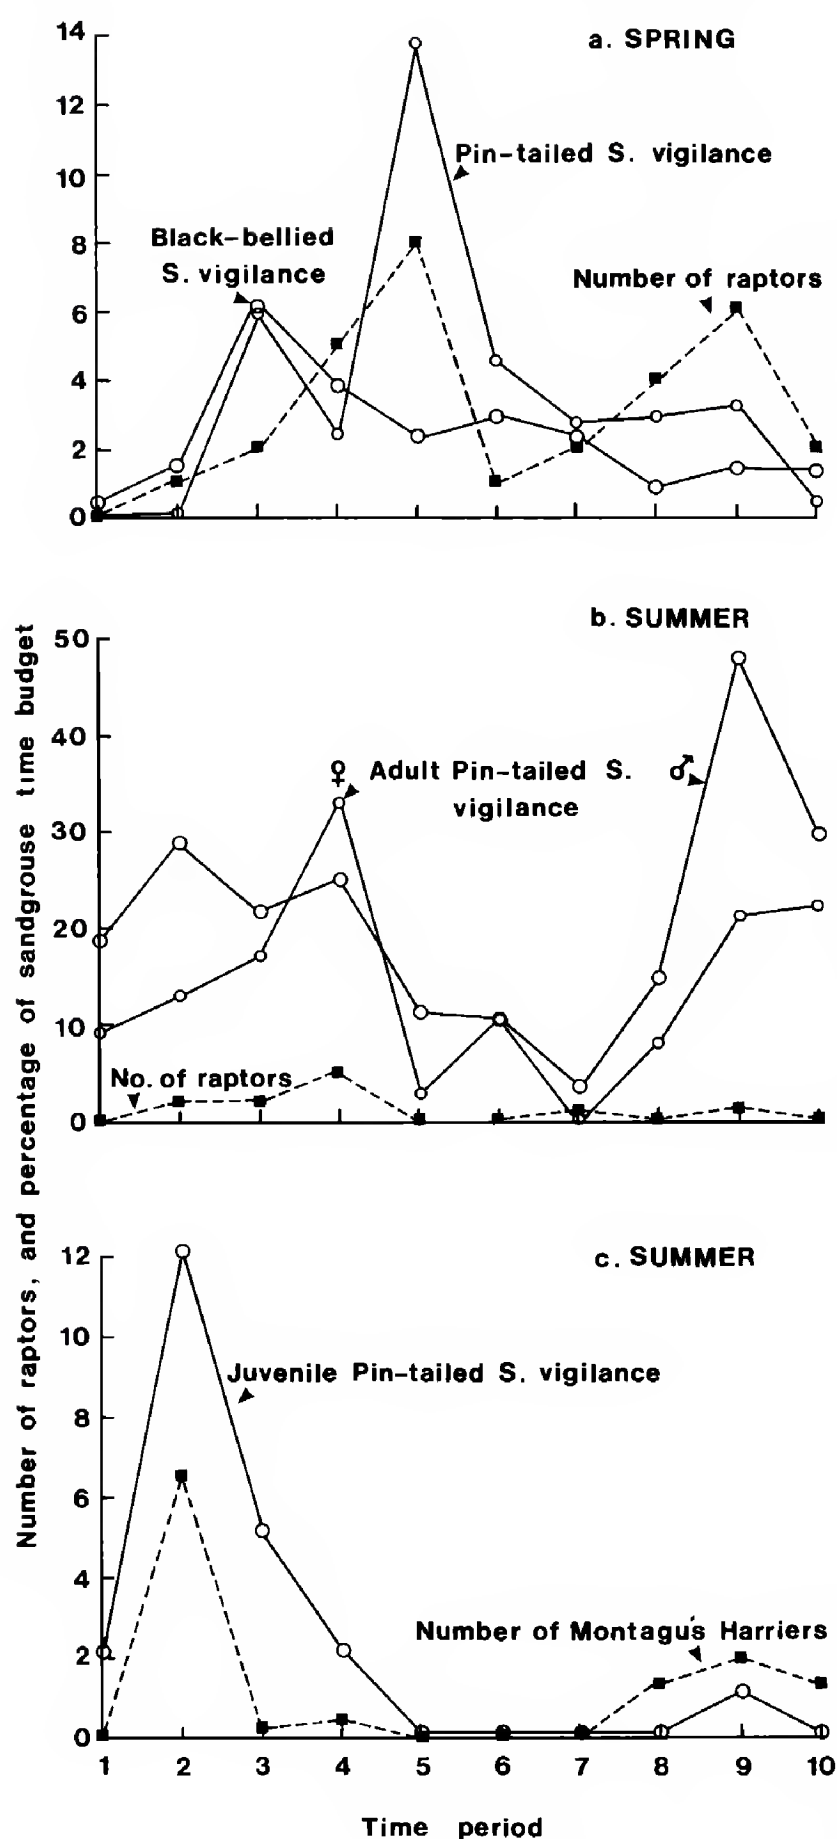 a. SPRING
14
12
10
8
6
4
2
0
Pin-tailed S. vigilance
Black-bellied
S. vigilance
Number of raptors
b. SUMMER
50
40
30
20
10
0
♀ Adult Pin-tailed S. ♂
vigilance
No. of raptors
c. SUMMER
12
10
8
6
4
2
0
Juvenile Pin-tailed S. vigilance
Number of Montagu's Harriers
1 2 3 4 5 6 7 8 9 10
Time period
Number of raptors, and percentage of sandgrouse time budget